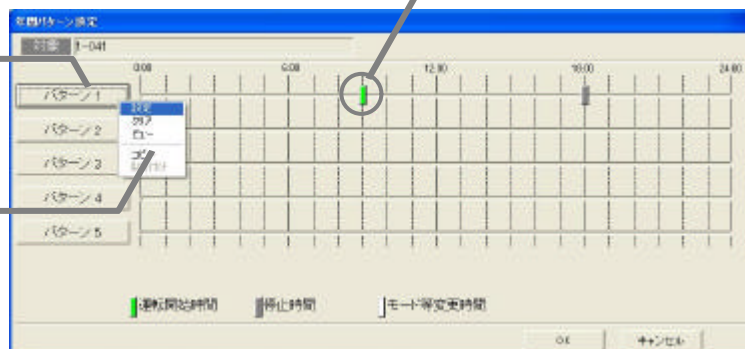 年間パターン設定
対象 t-041
0:00 6:00 12:00 18:00 24:00
パターン 1
設定
クリア
ビュー
コピー
パターン 2
パターン 3
パターン 4
パターン 5
運転開始時間 停止時間 モード等変更時間
OK キャンセル